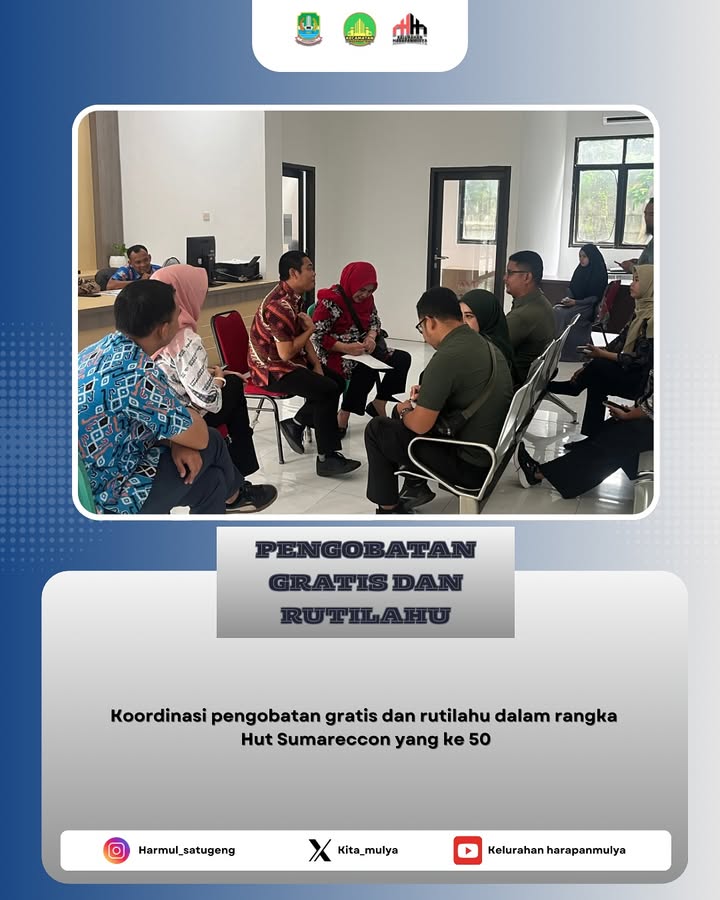 PENGOBATAN
GRATIS DAN
RUTILAHU
Koordinasi pengobatan gratis dan rutilahu dalam rangka
Hut Sumareccon yang ke 50
Harmul_satugeng
Kita_mulya
Kelurahan harapanmulya